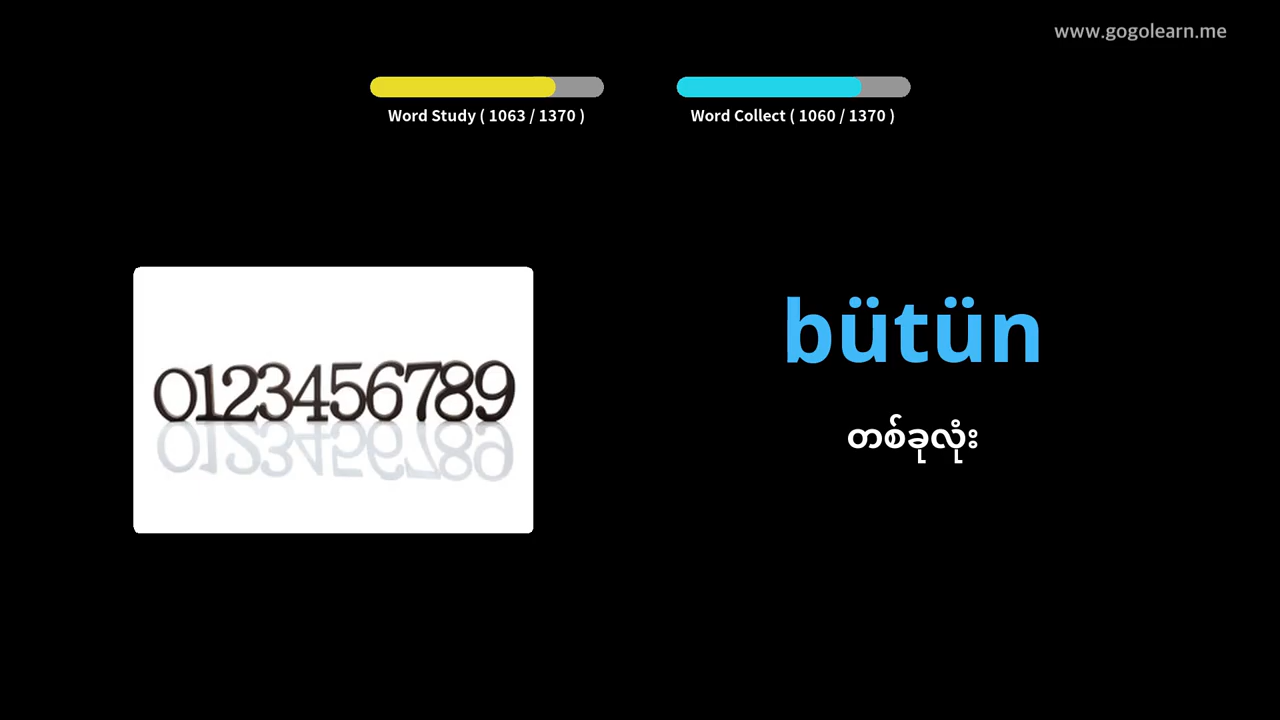 www.gogolearn.me
Word Study ( 1063 / 1370 )
Word Collect ( 1060 / 1370 )
0123456789
bütün
တစ်ခုလုံး